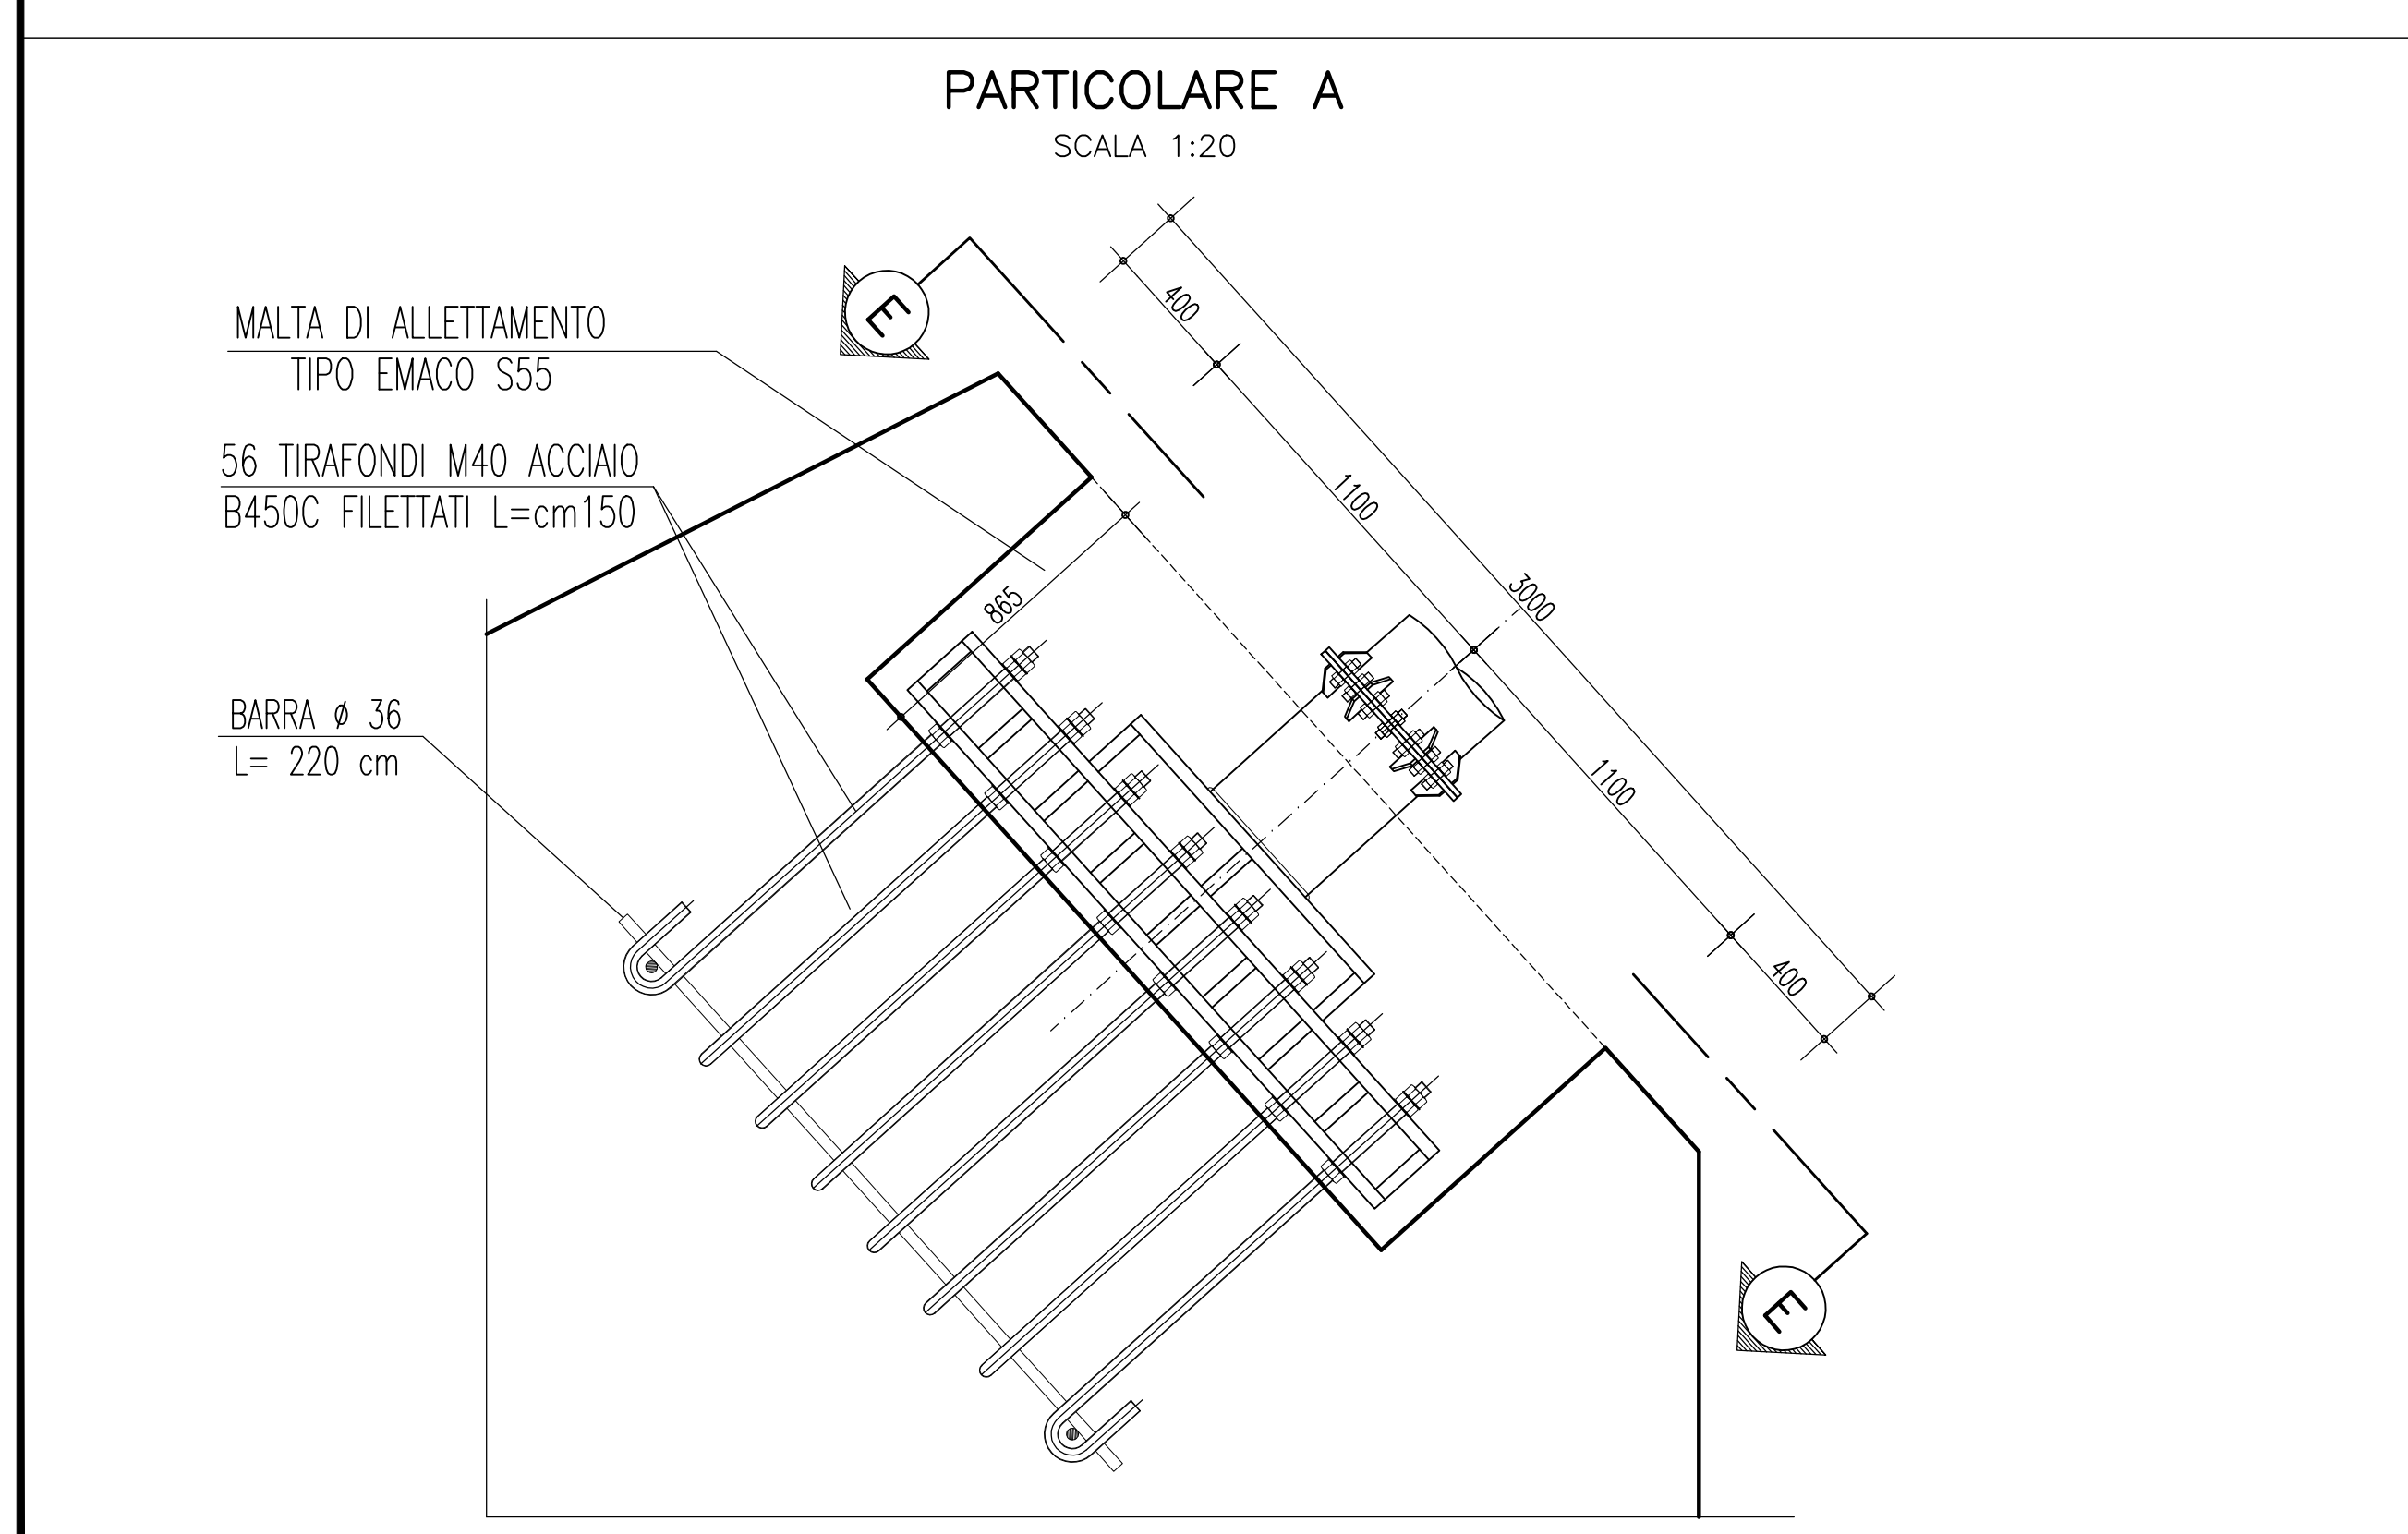 PARTICOLARE A
SCALA 1:20
MALTA DI ALLETTAMENTO
TIPO EMACO S55
56 TIRAFONDI M40 ACCIAIO
B450C FILETTATI L=cm150
BARRA ø 36
L= 220 cm
E
400
1100
3000
865
1100
400
E